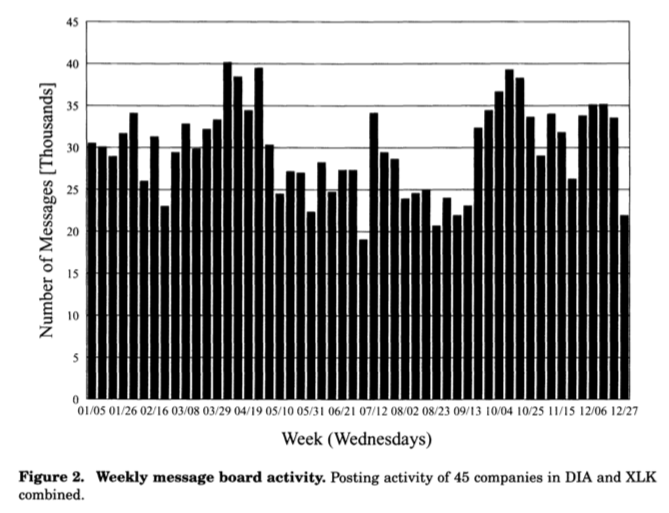 45
40
35
30
25
20
15
10
5
0
Number of Messages [Thousands]
01/05 01/26 02/16 03/08 03/29 04/19 05/10 05/31 06/21 07/12 08/02 08/23 09/13 10/04 10/25 11/15 12/06 12/27
Week (Wednesdays)
Figure 2. Weekly message board activity. Posting activity of 45 companies in DIA and XLK
combined.